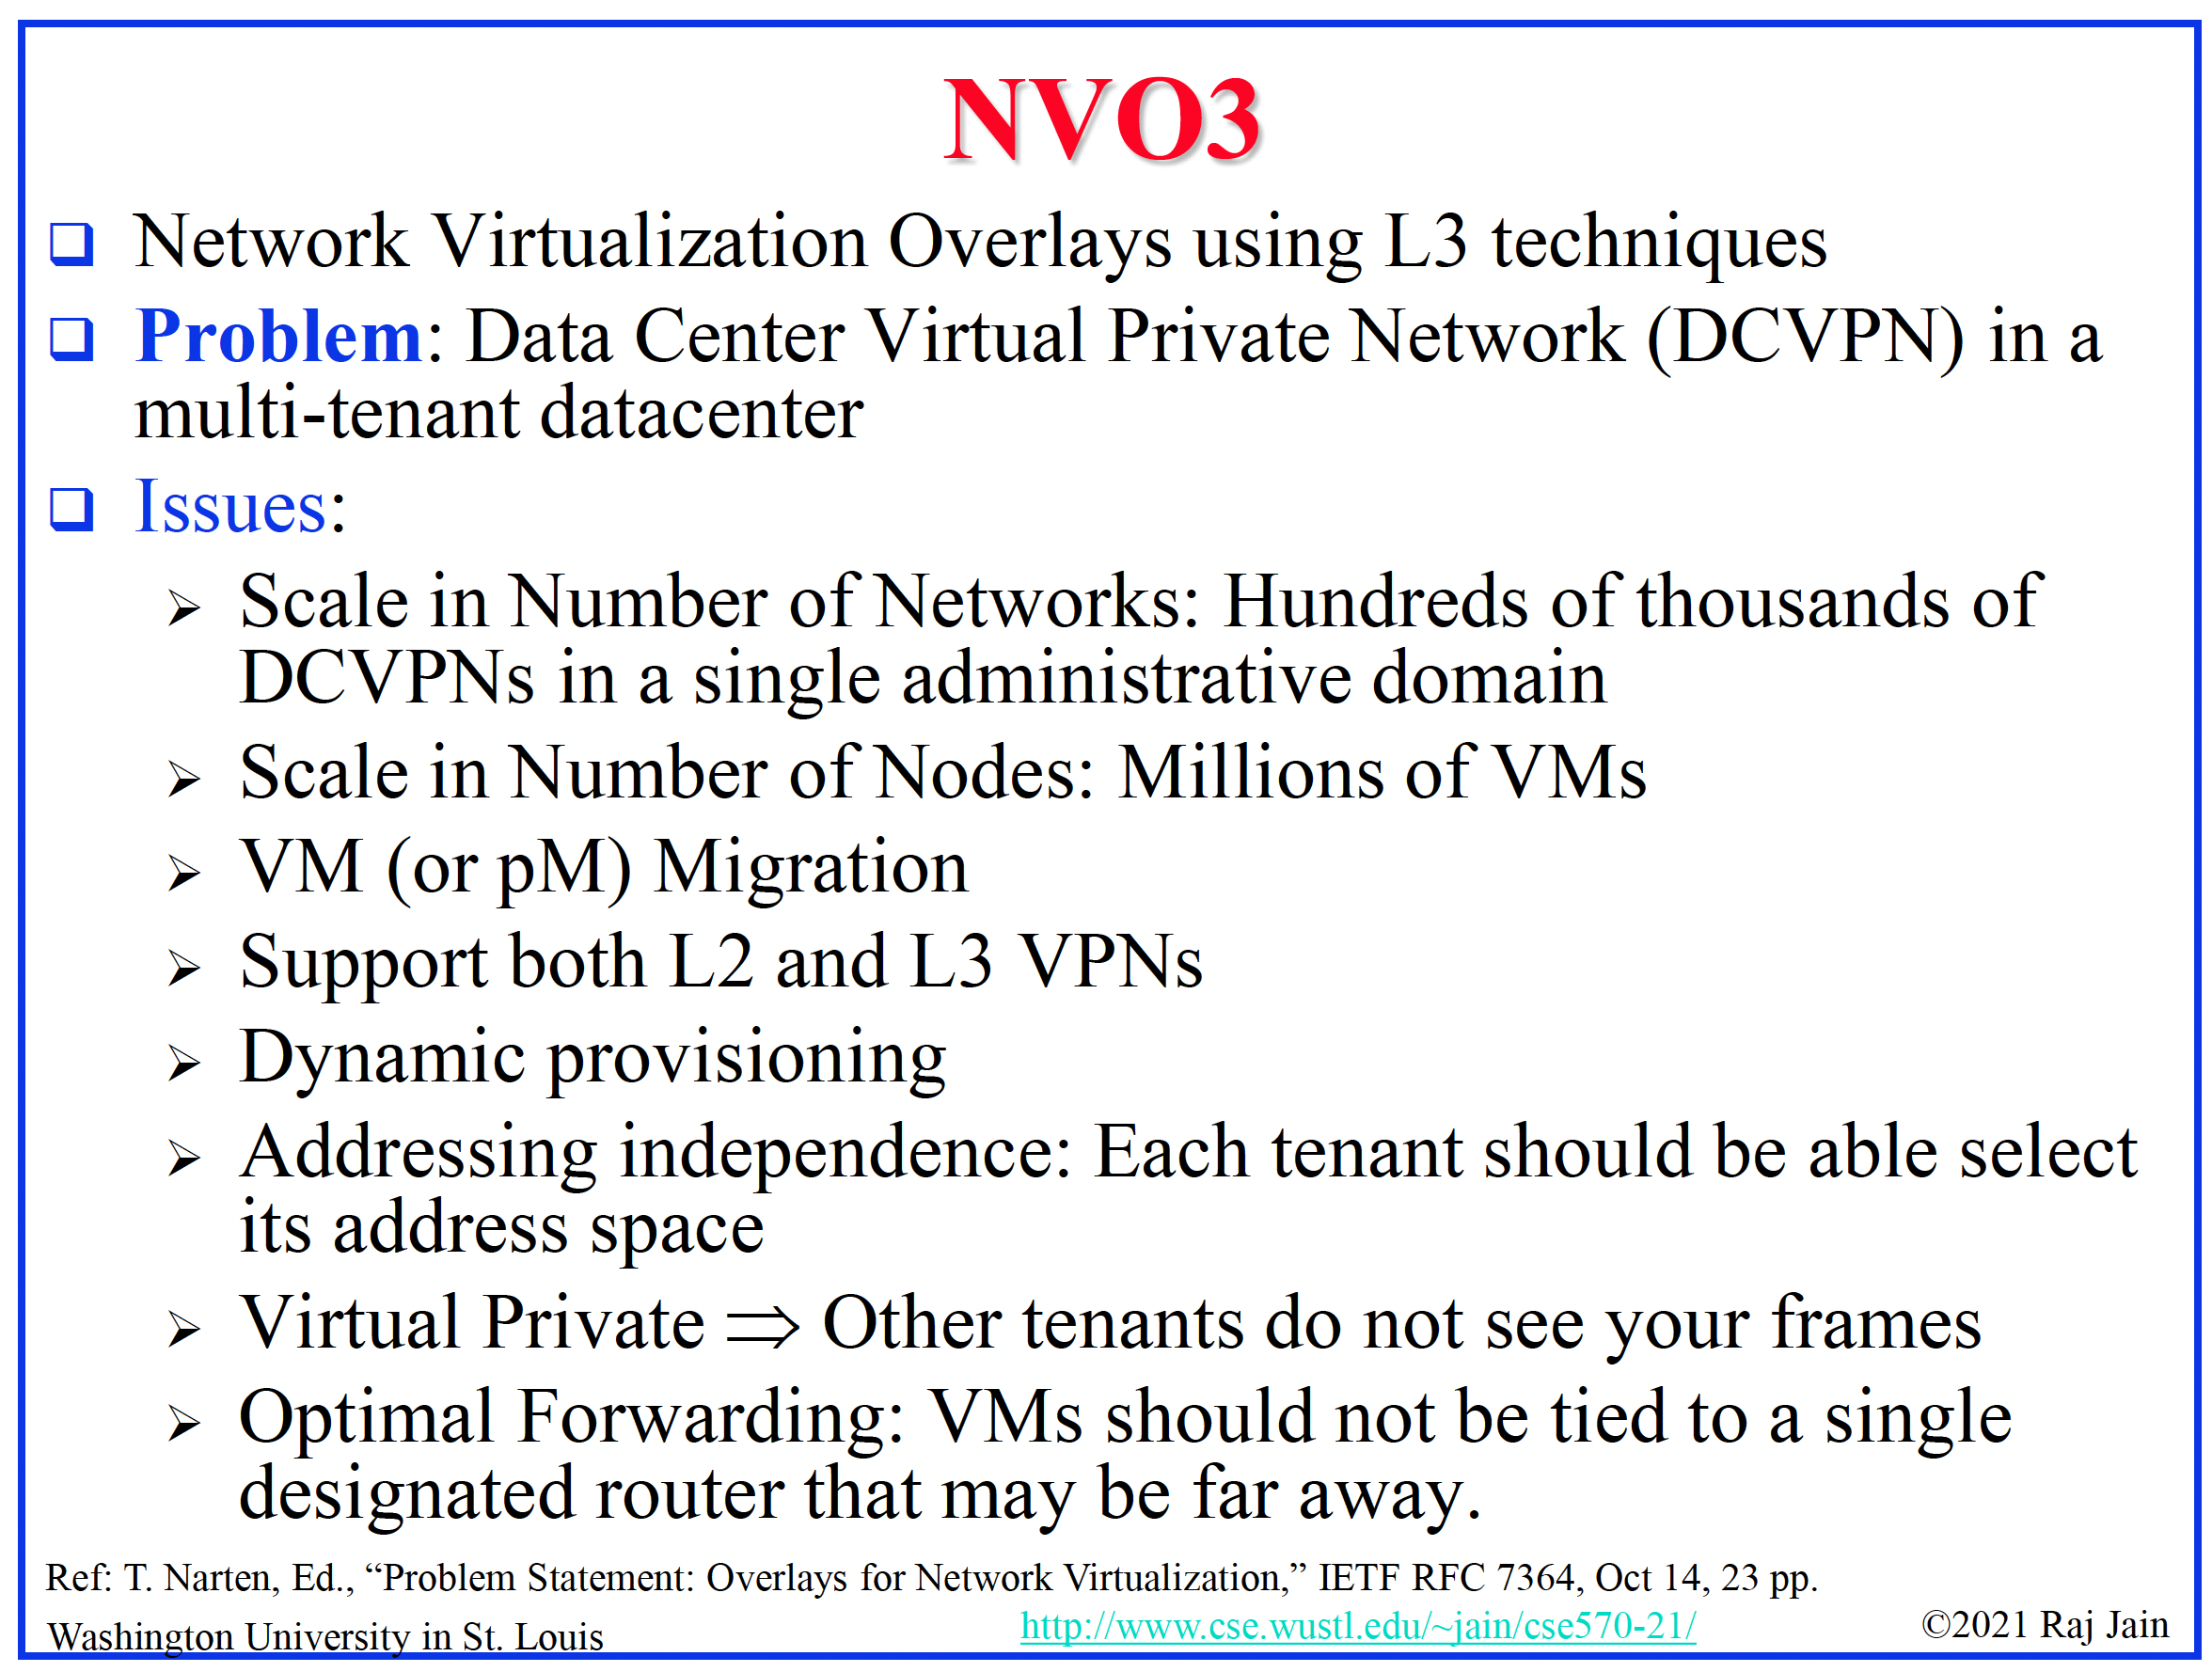 NVO3
❑ Network Virtualization Overlays using L3 techniques
❑ Problem: Data Center Virtual Private Network (DCVPN) in a
multi-tenant datacenter
❑ Issues:
➢ Scale in Number of Networks: Hundreds of thousands of
DCVPNs in a single administrative domain
➢ Scale in Number of Nodes: Millions of VMs
➢ VM (or pM) Migration
➢ Support both L2 and L3 VPNs
➢ Dynamic provisioning
➢ Addressing independence: Each tenant should be able select
its address space
➢ Virtual Private ⇒ Other tenants do not see your frames
➢ Optimal Forwarding: VMs should not be tied to a single
designated router that may be far away.
Ref: T. Narten, Ed., “Problem Statement: Overlays for Network Virtualization,” IETF RFC 7364, Oct 14, 23 pp.
Washington University in St. Louis http://www.cse.wustl.edu/~jain/cse570-21/ ©2021 Raj Jain